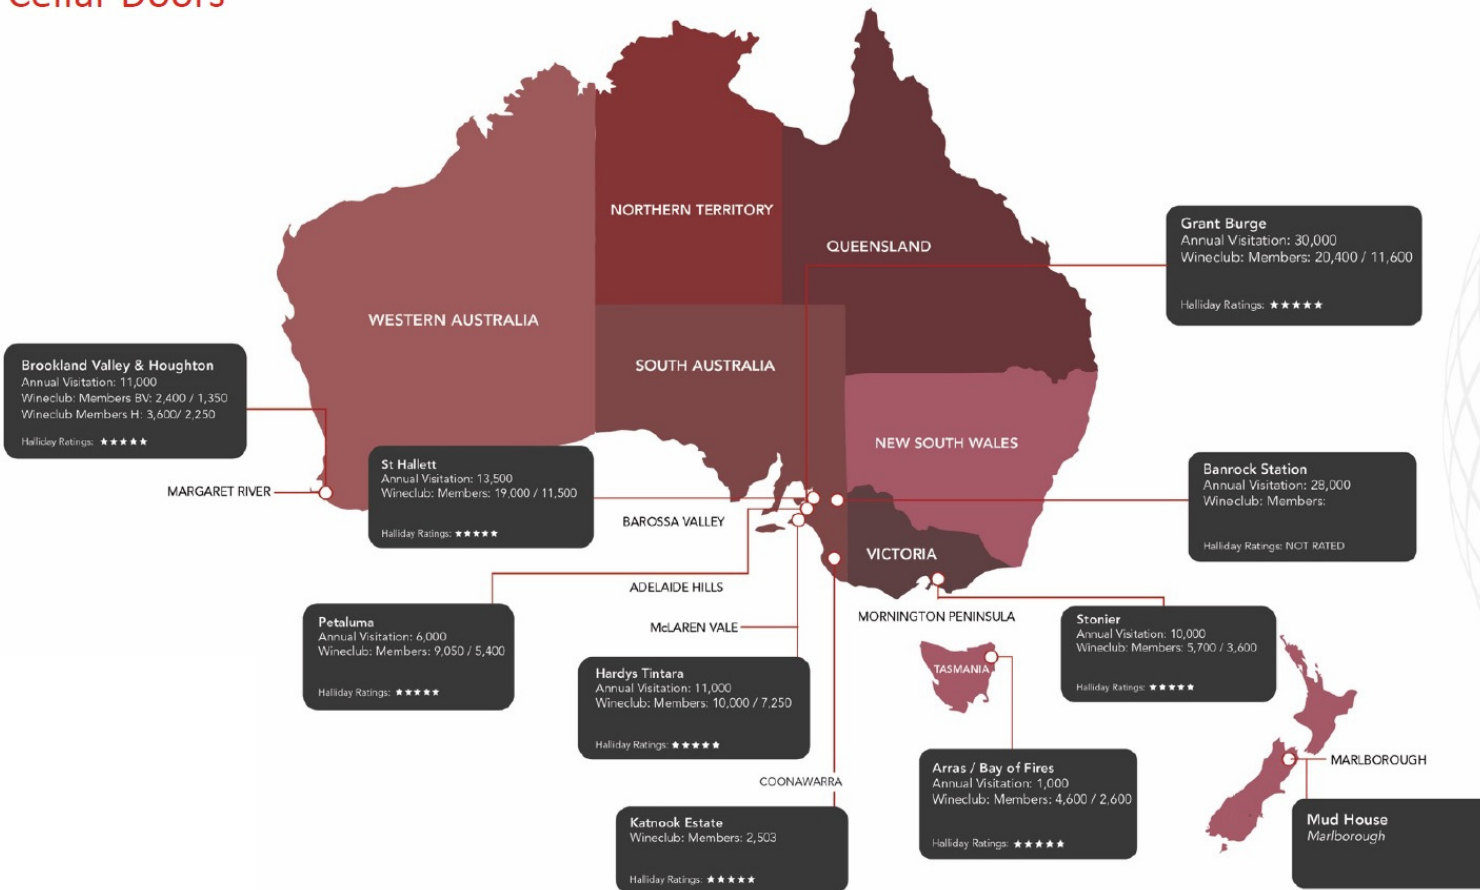 Cellar Doors
NORTHERN TERRITORY
QUEENSLAND
WESTERN AUSTRALIA
SOUTH AUSTRALIA
NEW SOUTH WALES
VICTORIA
TASMANIA
Grant Burge
Annual Visitation: 30,000
Wineclub: Members: 20,400 / 11,600
Halliday Ratings: ★★★★★
Brookland Valley & Houghton
Annual Visitation: 11,000
Wineclub: Members BV: 2,400 / 1,350
Wineclub Members H: 3,600/ 2,250
Halliday Ratings: ★★★★★
MARGARET RIVER
St Hallett
Annual Visitation: 13,500
Wineclub: Members: 19,000 / 11,500
Halliday Ratings: ★★★★★
BAROSSA VALLEY
Banrock Station
Annual Visitation: 28,000
Wineclub: Members:
Halliday Ratings: NOT RATED
ADELAIDE HILLS
Petaluma
Annual Visitation: 6,000
Wineclub: Members: 9,050 / 5,400
Halliday Ratings: ★★★★★
McLAREN VALE
Hardys Tintara
Annual Visitation: 11,000
Wineclub: Members: 10,000 / 7,250
Halliday Ratings: ★★★★★
MORNINGTON PENINSULA
Stonier
Annual Visitation: 10,000
Wineclub: Members: 5,700 / 3,600
Halliday Ratings: ★★★★★
COONAWARRA
Katnook Estate
Wineclub: Members: 2,503
Halliday Ratings: ★★★★★
Arras / Bay of Fires
Annual Visitation: 1,000
Wineclub: Members: 4,600 / 2,600
Halliday Ratings: ★★★★★
MARLBOROUGH
Mud House
Marlborough